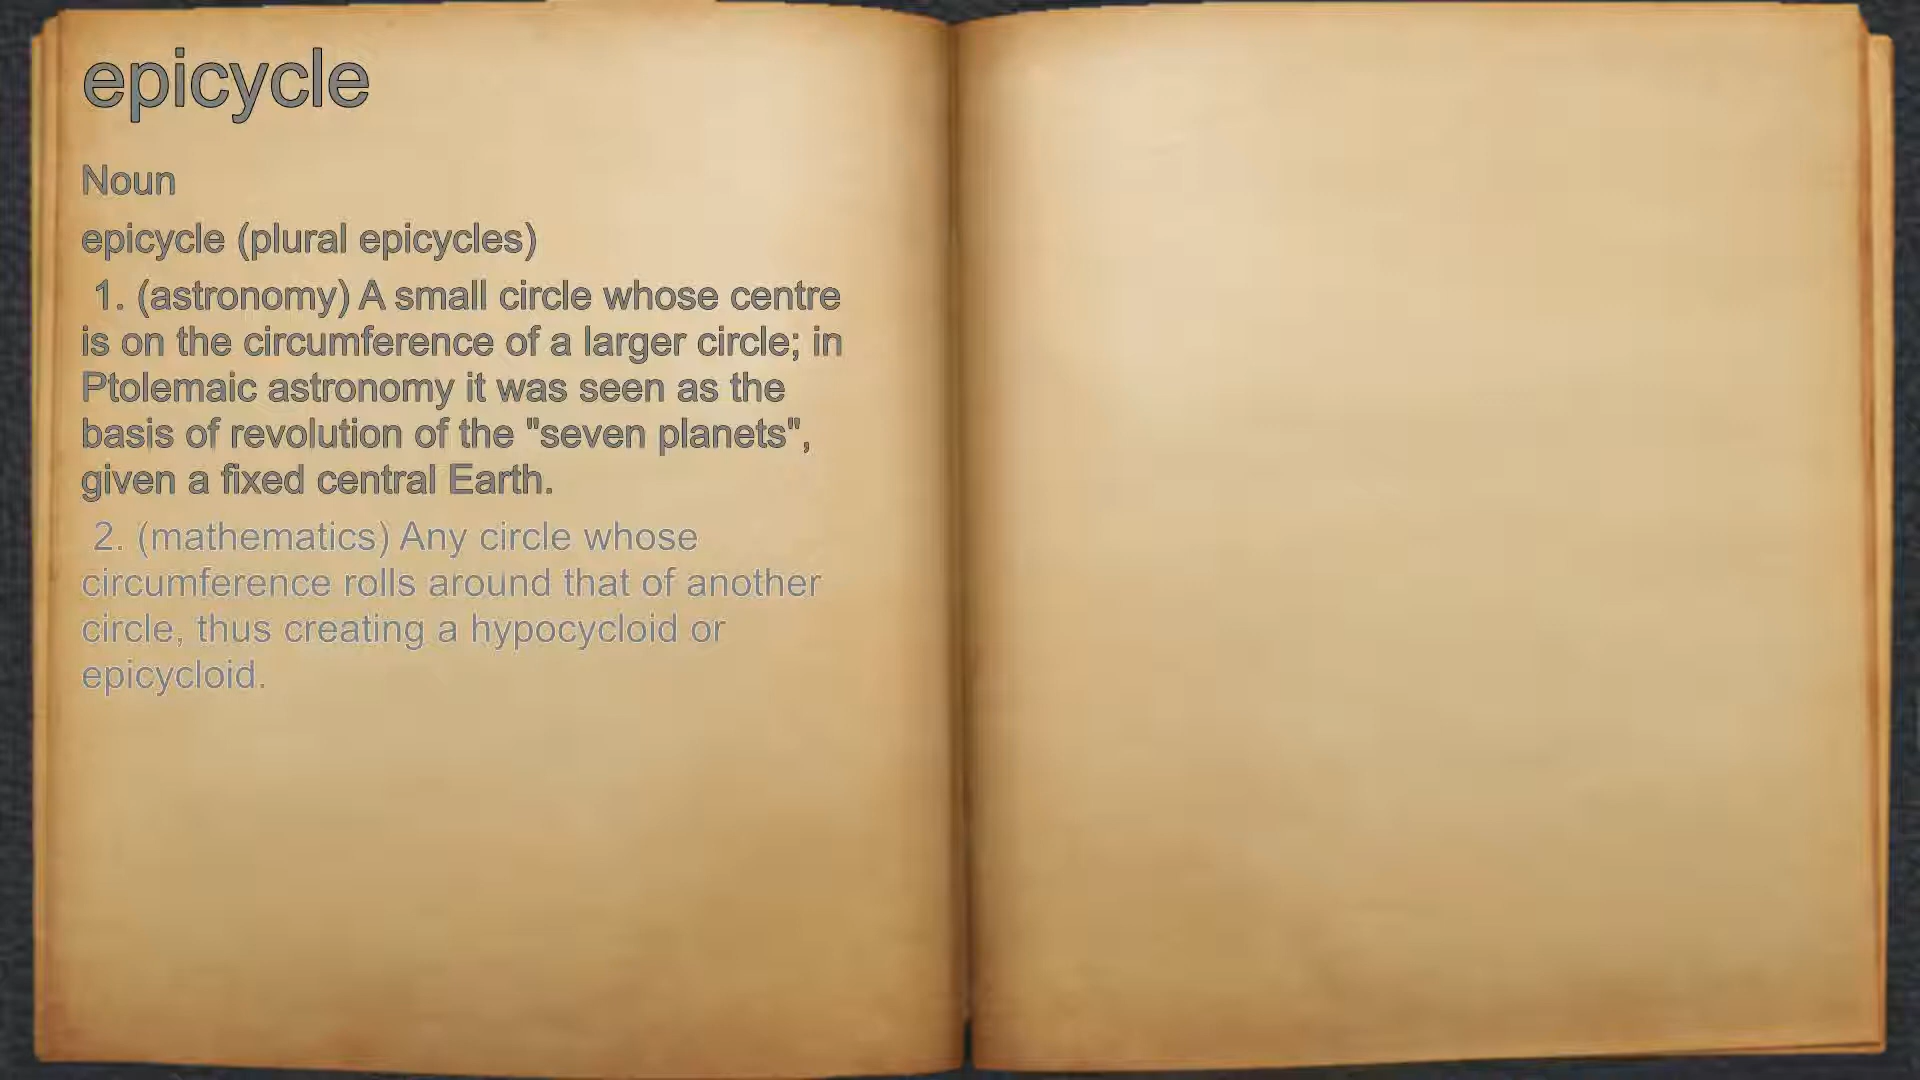 epicycle
Noun
epicycle (plural epicycles)
1. (astronomy) A small circle whose centre
is on the circumference of a larger circle; in
Ptolemaic astronomy it was seen as the
basis of revolution of the "seven planets",
given a fixed central Earth.
2. (mathematics) Any circle whose
circumference rolls around that of another
circle, thus creating a hypocycloid or
epicycloid.